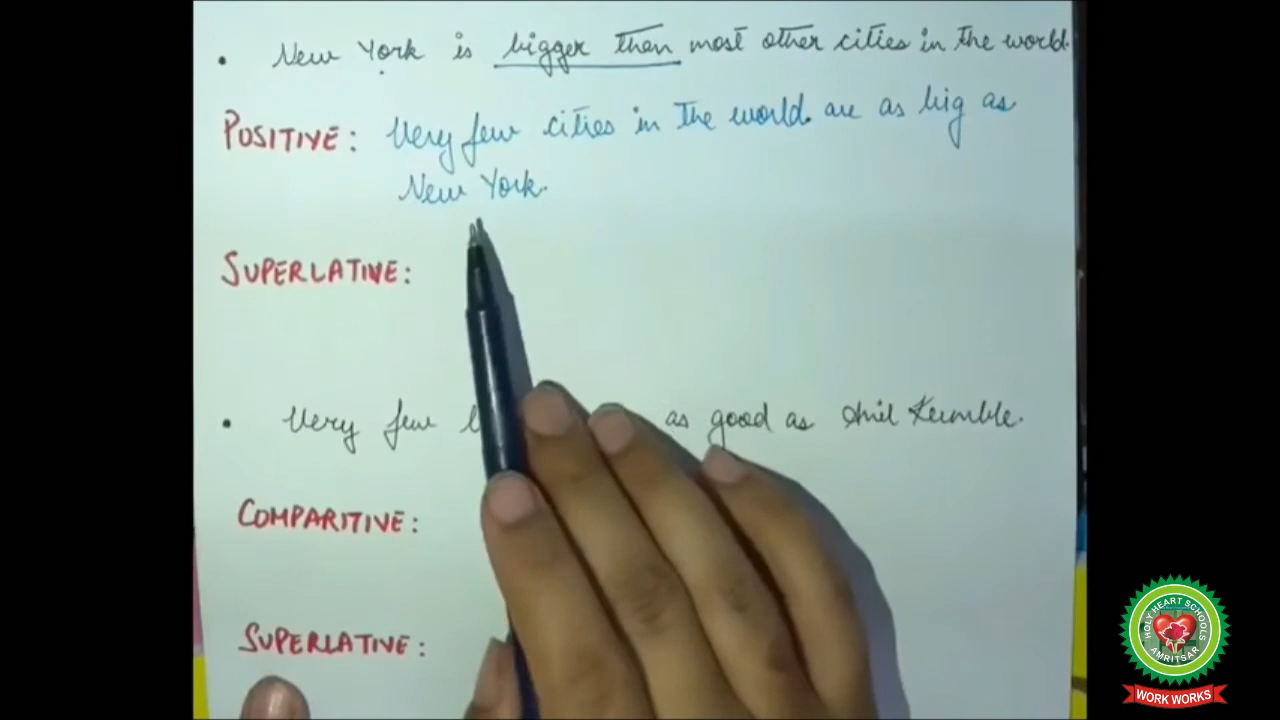 • New York is bigger than most other cities in the world.
POSITIVE: Very few cities in the world are as big as
New York.
SUPERLATIVE:
• Very few as good as Anil Kumble.
COMPARITIVE:
SUPERLATIVE:
HOLY HEART SCHOOLS
AMRITSAR
WORK WORKS